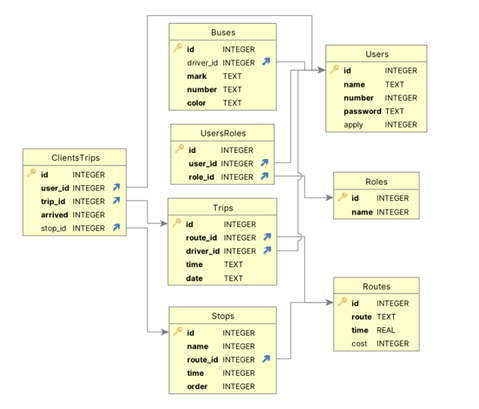 Buses
id INTEGER
driver_id INTEGER
mark TEXT
number TEXT
color TEXT
Users
id INTEGER
name TEXT
number INTEGER
password TEXT
apply INTEGER
UsersRoles
id INTEGER
user_id INTEGER
role_id INTEGER
ClientsTrips
id INTEGER
user_id INTEGER
trip_id INTEGER
arrived INTEGER
stop_id INTEGER
Roles
id INTEGER
name INTEGER
Trips
id INTEGER
route_id INTEGER
driver_id INTEGER
time TEXT
date TEXT
Routes
id INTEGER
route TEXT
time REAL
cost INTEGER
Stops
id INTEGER
name INTEGER
route_id INTEGER
time INTEGER
order INTEGER